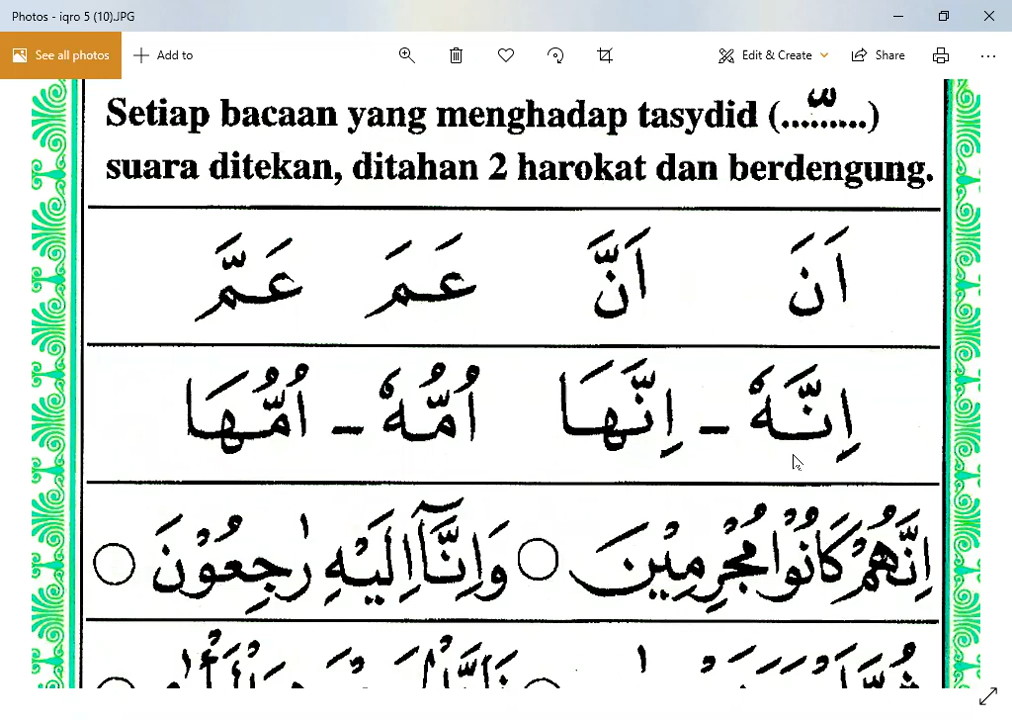 Photos - iqro 5 (10).JPG
See all photos
Add to
Edit & Create
Share
Setiap bacaan yang menghadap tasydid (.........)
suara ditekan, ditahan 2 harokat dan berdengung.
اَنَ اَنَّ عَمَ عَمَّ
اِنَّهٗ – اِنَّهَا اُمُّهٗ – اُمُّهَا
اِنَّهُمْ كَانُوْا مُجْرِمِيْنَ ○ وَاِنَّآ اِلَيْهِ رٰجِعُوْنَ ○